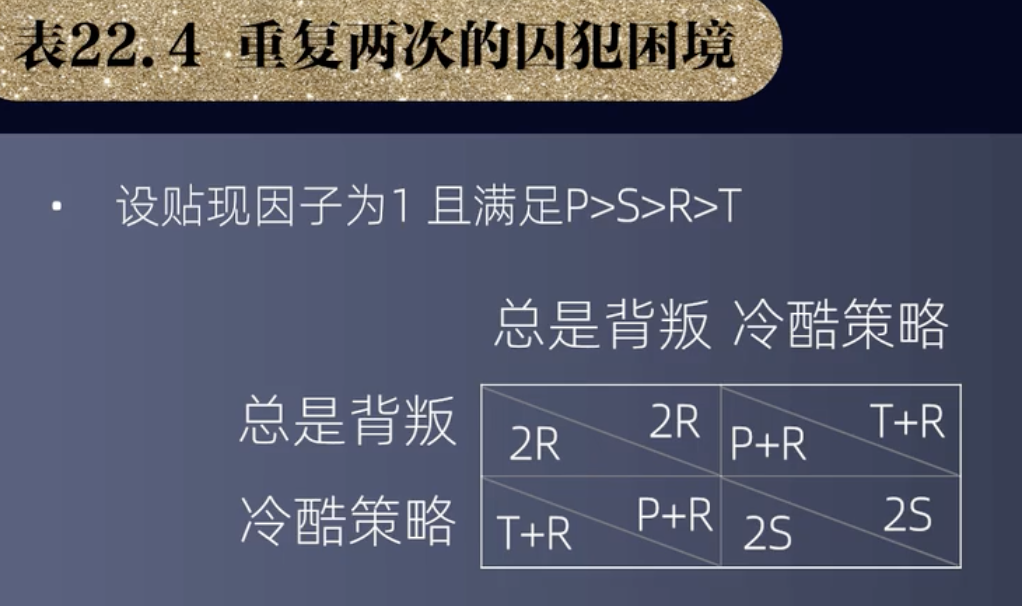 表22.4 重复两次的囚犯困境
• 设贴现因子为1 且满足P>S>R>T
总是背叛 冷酷策略
总是背叛 2R 2R P+R T+R
冷酷策略 T+R P+R 2S 2S